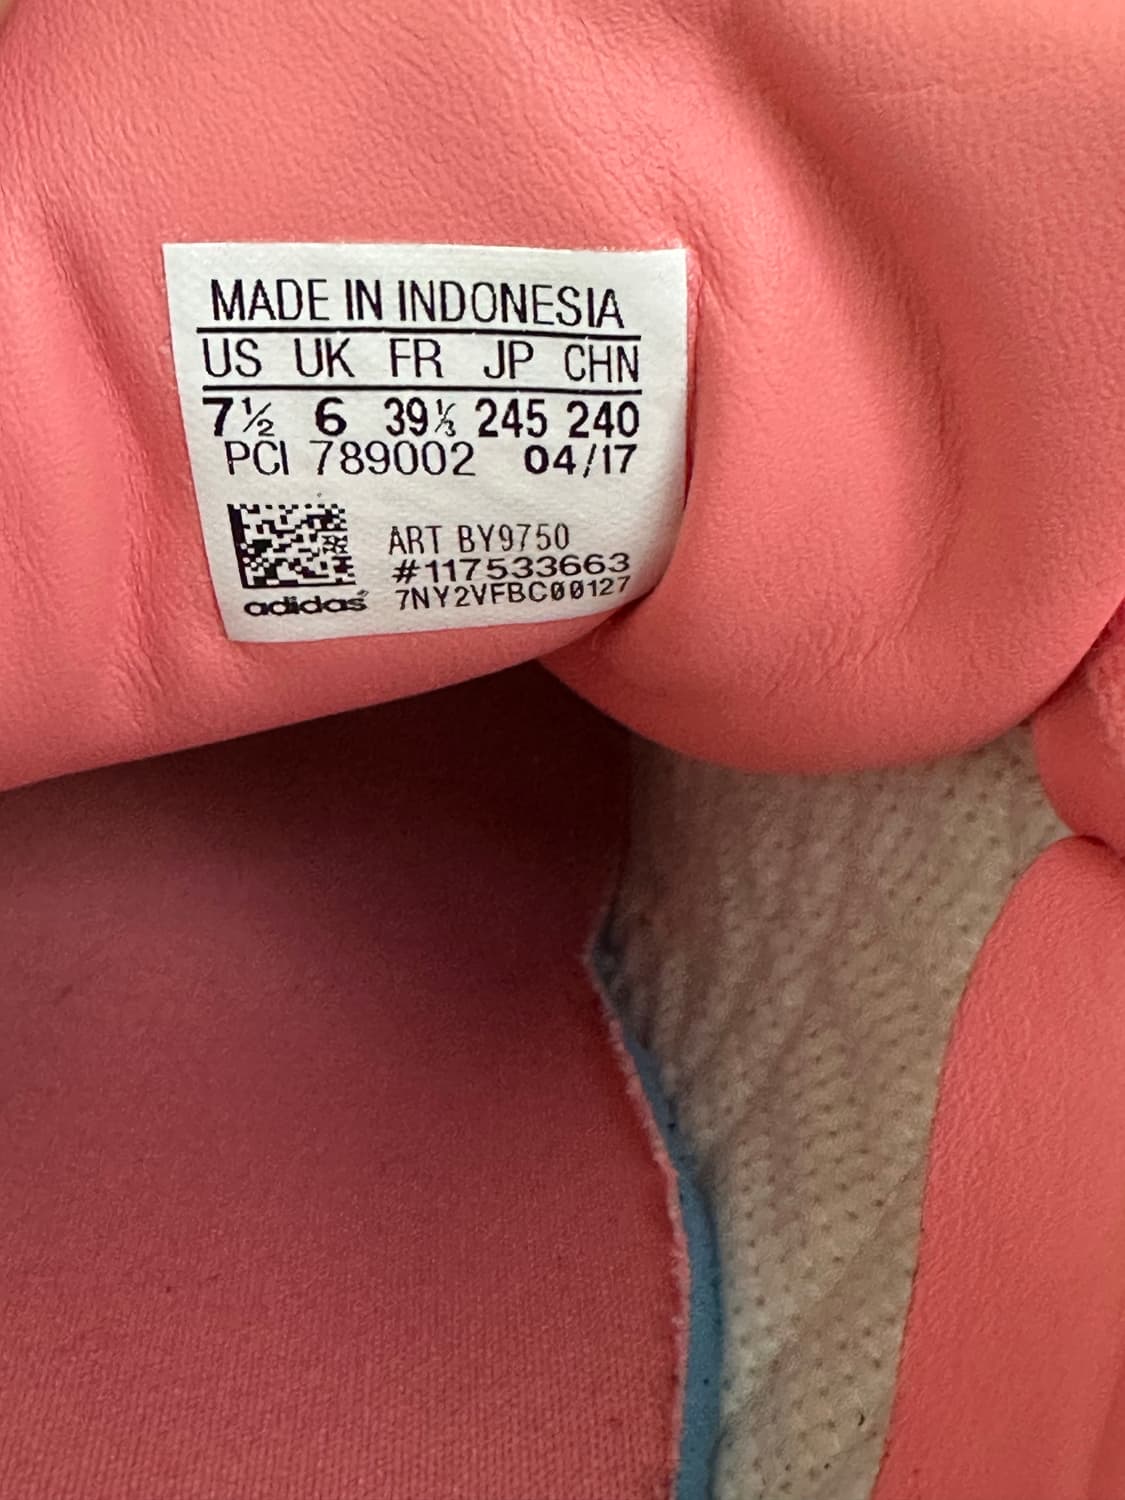 MADE IN INDONESIA
US UK FR JP CHN
7½ 6 39⅓ 245 240
PCI 789002 04/17
ART BY9750
#117533663
adidas 7NY2VFBC00127